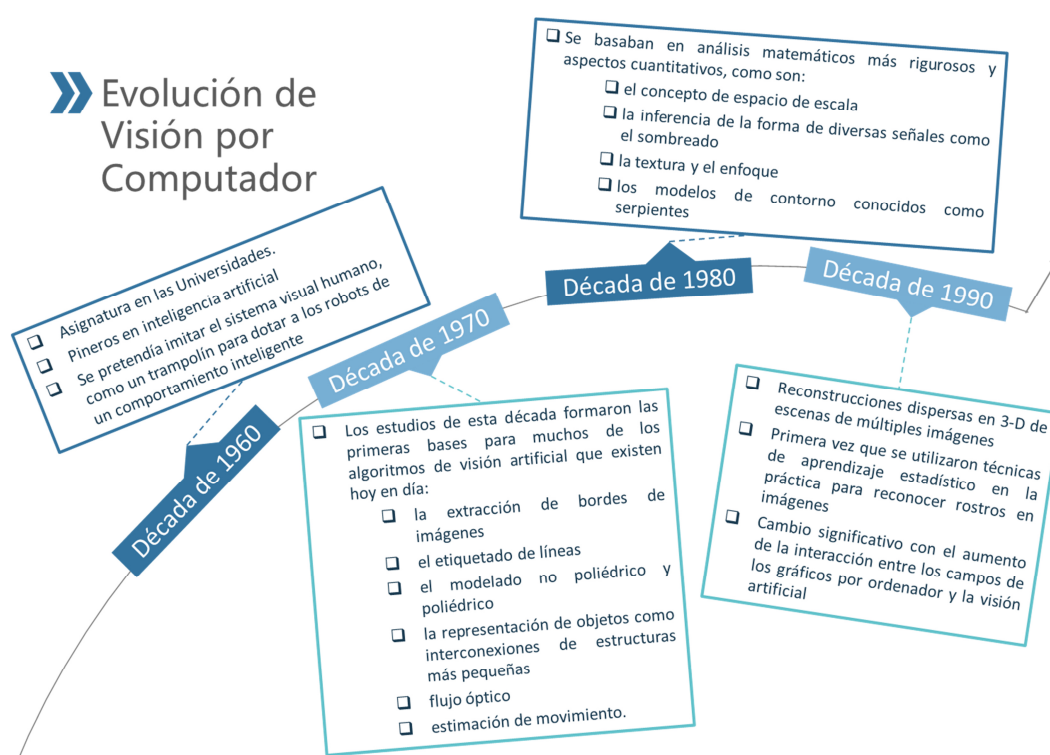 Evolución de
Visión por
Computador
Asignatura en las Universidades.
Pineros en inteligencia artificial
Se pretendía imitar el sistema visual humano,
como un trampolín para dotar a los robots de
un comportamiento inteligente
Década de 1960
Década de 1970
Los estudios de esta década formaron las
primeras bases para muchos de los
algoritmos de visión artificial que existen
hoy en día:
la extracción de bordes de
imágenes
el etiquetado de líneas
el modelado no poliédrico y
poliédrico
la representación de objetos como
interconexiones de estructuras
más pequeñas
flujo óptico
estimación de movimiento.
Se basaban en análisis matemáticos más rigurosos y
aspectos cuantitativos, como son:
el concepto de espacio de escala
la inferencia de la forma de diversas señales como
el sombreado
la textura y el enfoque
los modelos de contorno conocidos como
serpientes
Década de 1980
Década de 1990
Reconstrucciones dispersas en 3-D de
escenas de múltiples imágenes
Primera vez que se utilizaron técnicas
de aprendizaje estadístico en la
práctica para reconocer rostros en
imágenes
Cambio significativo con el aumento
de la interacción entre los campos de
los gráficos por ordenador y la visión
artificial